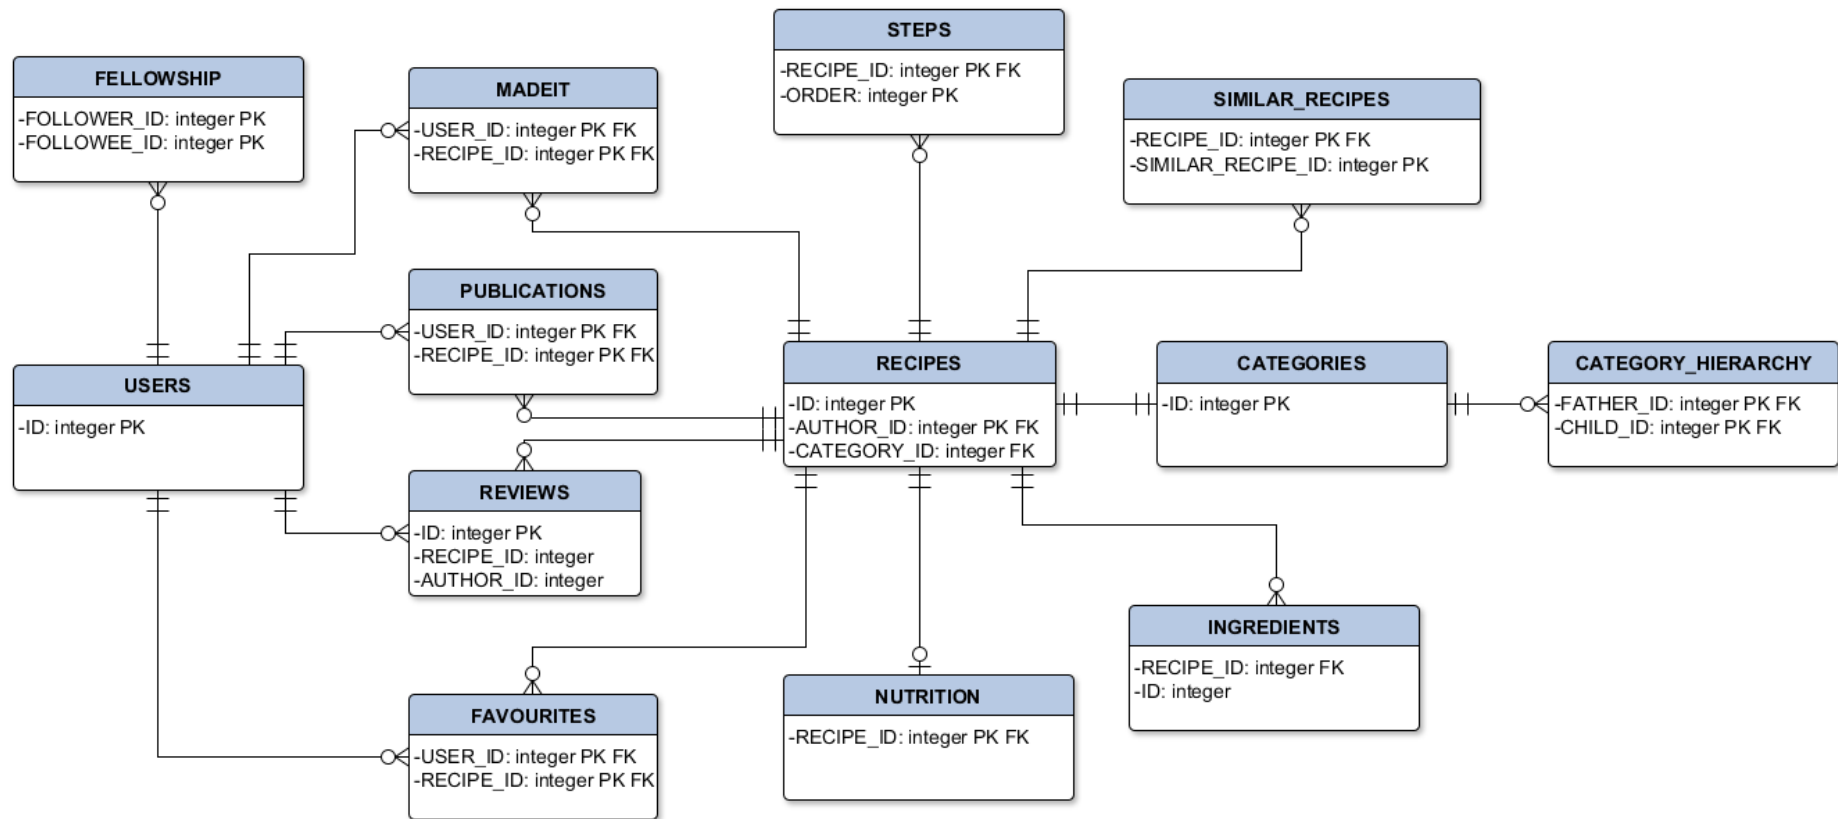 FELLOWSHIP
-FOLLOWER_ID: integer PK
-FOLLOWEE_ID: integer PK
MADEIT
-USER_ID: integer PK FK
-RECIPE_ID: integer PK FK
STEPS
-RECIPE_ID: integer PK FK
-ORDER: integer PK
SIMILAR_RECIPES
-RECIPE_ID: integer PK FK
-SIMILAR_RECIPE_ID: integer PK
PUBLICATIONS
-USER_ID: integer PK FK
-RECIPE_ID: integer PK FK
USERS
-ID: integer PK
RECIPES
-ID: integer PK
-AUTHOR_ID: integer PK FK
-CATEGORY_ID: integer FK
CATEGORIES
-ID: integer PK
CATEGORY_HIERARCHY
-FATHER_ID: integer PK FK
-CHILD_ID: integer PK FK
REVIEWS
-ID: integer PK
-RECIPE_ID: integer
-AUTHOR_ID: integer
INGREDIENTS
-RECIPE_ID: integer FK
-ID: integer
FAVOURITES
-USER_ID: integer PK FK
-RECIPE_ID: integer PK FK
NUTRITION
-RECIPE_ID: integer PK FK